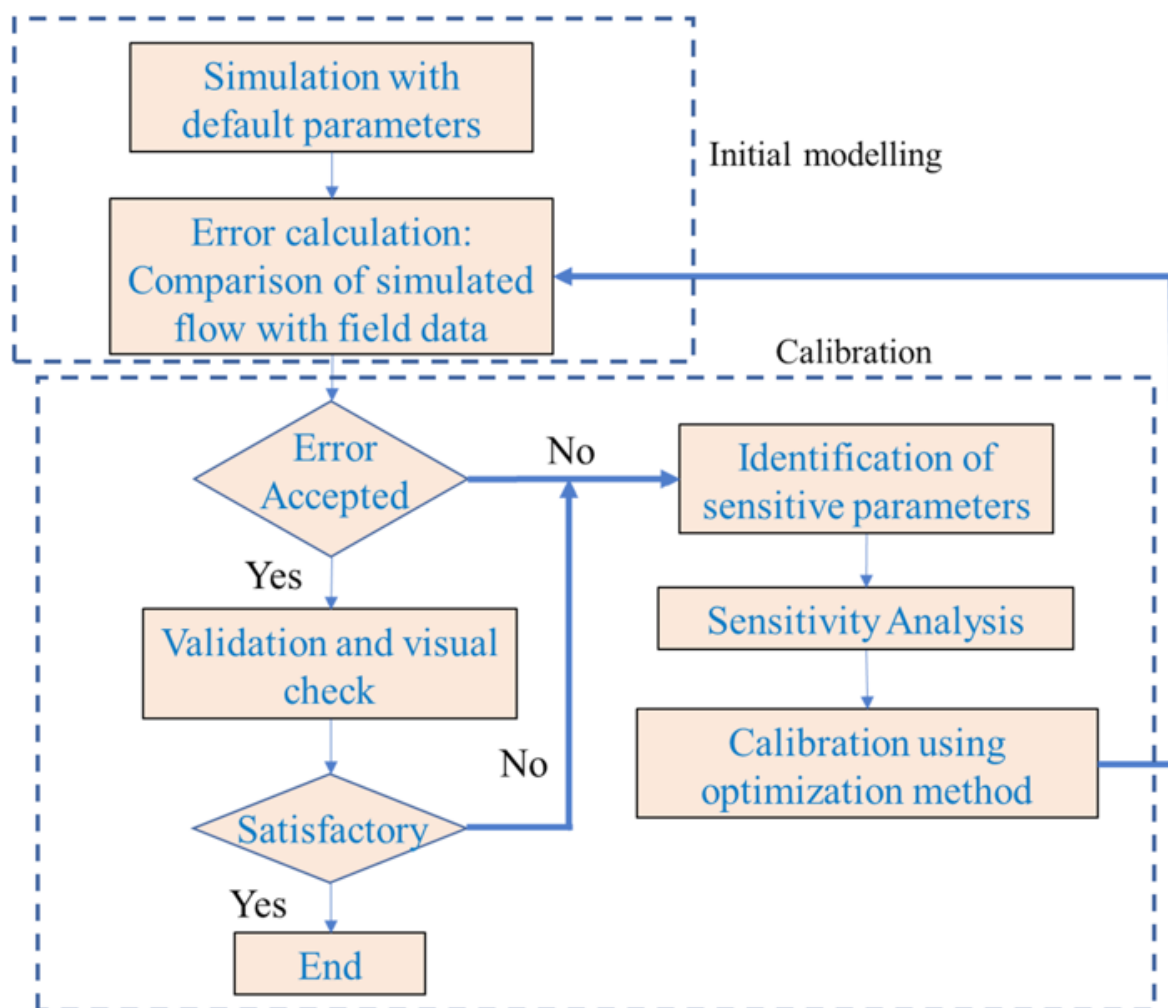 Simulation with
default parameters
Initial modelling
Error calculation:
Comparison of simulated
flow with field data
Calibration
Error
Accepted
No
Identification of
sensitive parameters
Yes
Validation and visual
check
Sensitivity Analysis
No
Calibration using
optimization method
Satisfactory
Yes
End